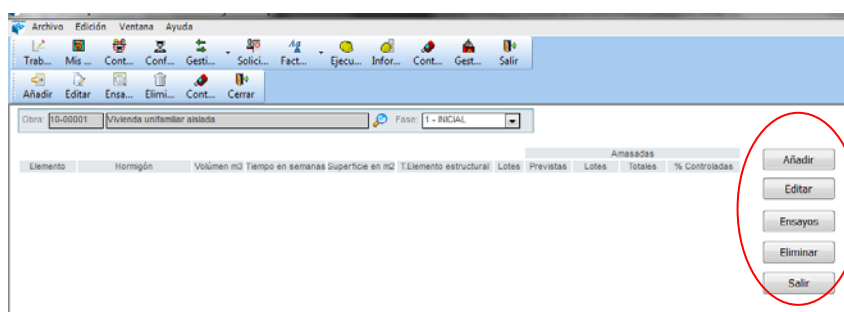 Archivo Edición Ventana Ayuda
Trab... Mis ... Cont... Conf... Gesti... Solici... Fact... Ejecu... Infor... Cont... Gest... Salir
Añadir Editar Ensa... Elimi... Cont... Cerrar
Obra: 10-00001 Vivienda unifamiliar aislada Fase: 1 - INICIAL
Amasadas
Elemento Hormigón Volúmen m3 Tiempo en semanas Superficie en m2 T.Elemento estructural Lotes Previstas Lotes Totales % Controladas
Añadir
Editar
Ensayos
Eliminar
Salir